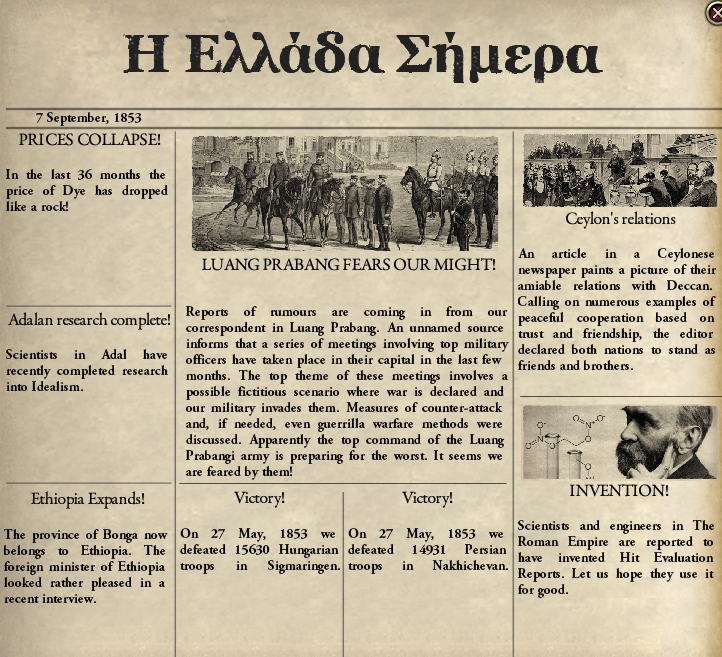 Η Ελλάδα Σήμερα
7 September, 1853
PRICES COLLAPSE!
In the last 36 months the
price of Dye has dropped
like a rock!
Adalan research complete!
Scientists in Adal have
recently completed research
into Idealism.
Ethiopia Expands!
The province of Bonga now
belongs to Ethiopia. The
foreign minister of Ethiopia
looked rather pleased in a
recent interview.
LUANG PRABANG FEARS OUR MIGHT!
Reports of rumours are coming in from our
correspondent in Luang Prabang. An unnamed source
informs that a series of meetings involving top military
officers have taken place in their capital in the last few
months. The top theme of these meetings involves a
possible fictitious scenario where war is declared and
our military invades them. Measures of counter-attack
and, if needed, even guerrilla warfare methods were
discussed. Apparently the top command of the Luang
Prabangi army is preparing for the worst. It seems we
are feared by them!
Victory!
On 27 May, 1853 we
defeated 15630 Hungarian
troops in Sigmaringen.
Victory!
On 27 May, 1853 we
defeated 14931 Persian
troops in Nakhichevan.
Ceylon's relations
An article in a Ceylonese
newspaper paints a picture of their
amiable relations with Deccan.
Calling on numerous examples of
peaceful cooperation based on
trust and friendship, the editor
declared both nations to stand as
friends and brothers.
INVENTION!
Scientists and engineers in The
Roman Empire are reported to
have invented Hit Evaluation
Reports. Let us hope they use it
for good.